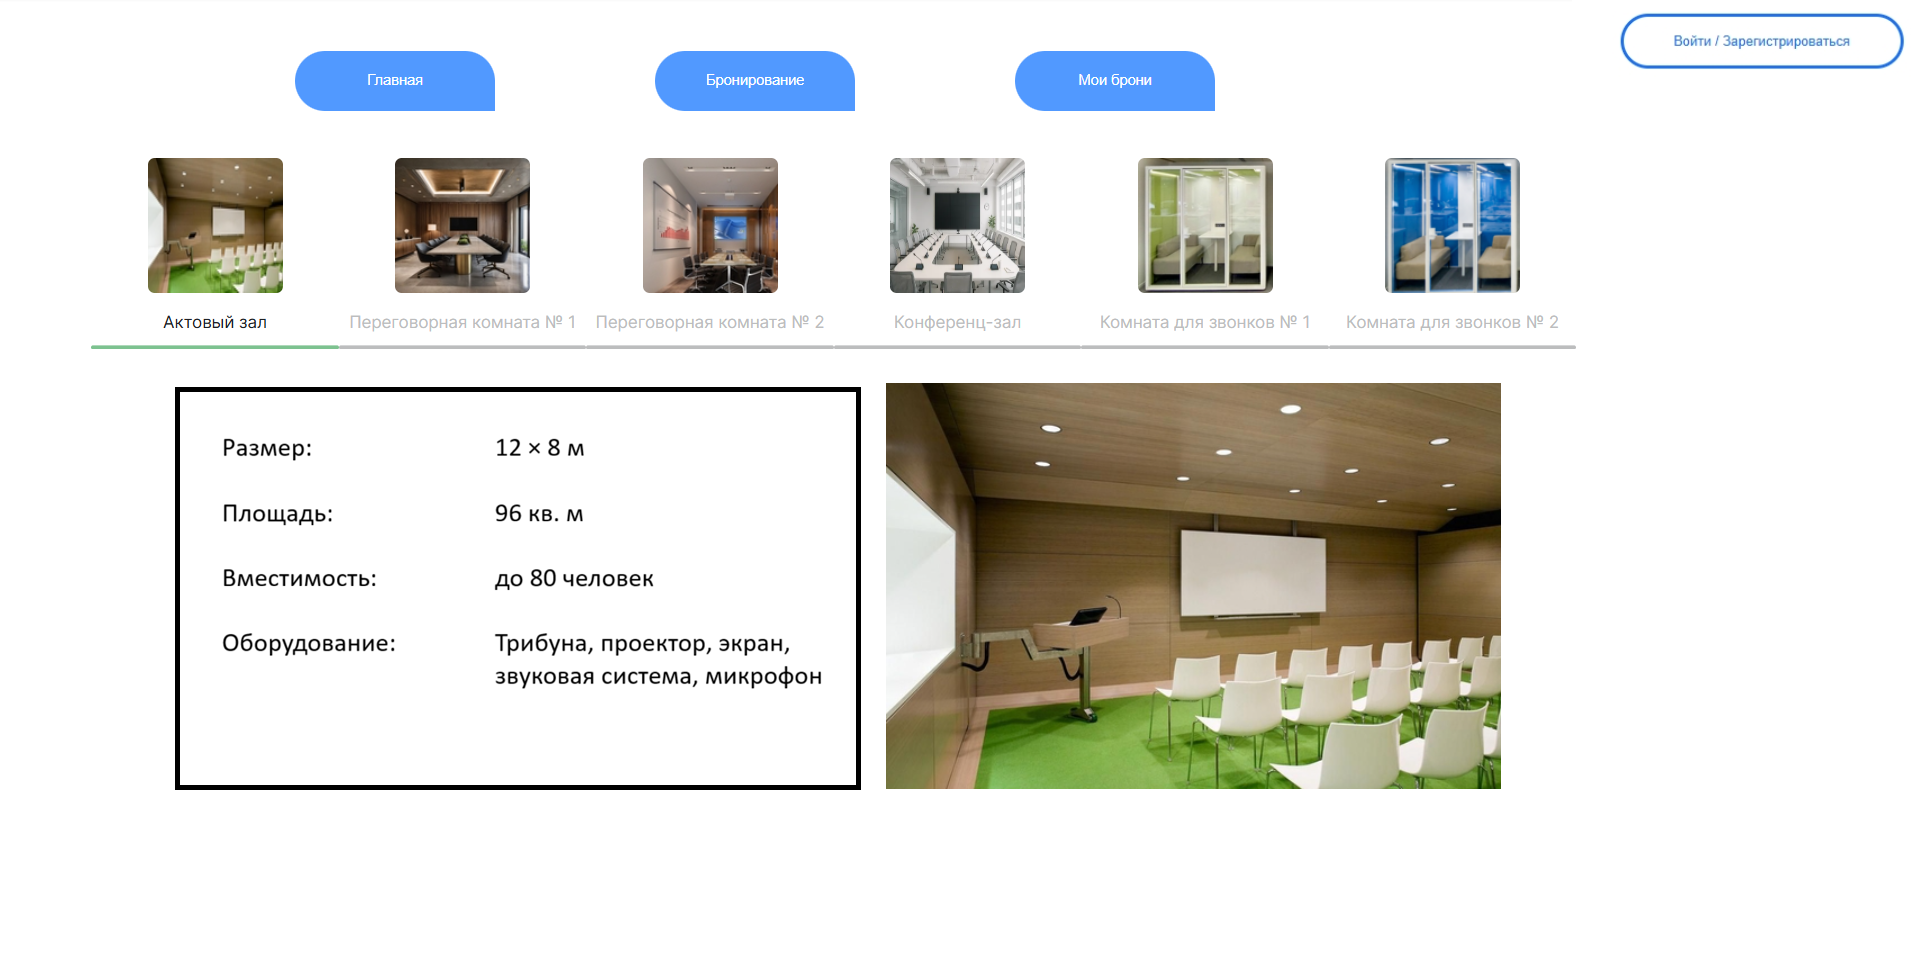 Войти / Зарегистрироваться
Главная
Бронирование
Мои брони
Актовый зал
Переговорная комната № 1
Переговорная комната № 2
Конференц-зал
Комната для звонков № 1
Комната для звонков № 2
Размер: 12 × 8 м
Площадь: 96 кв. м
Вместимость: до 80 человек
Оборудование: Трибуна, проектор, экран,
звуковая система, микрофон